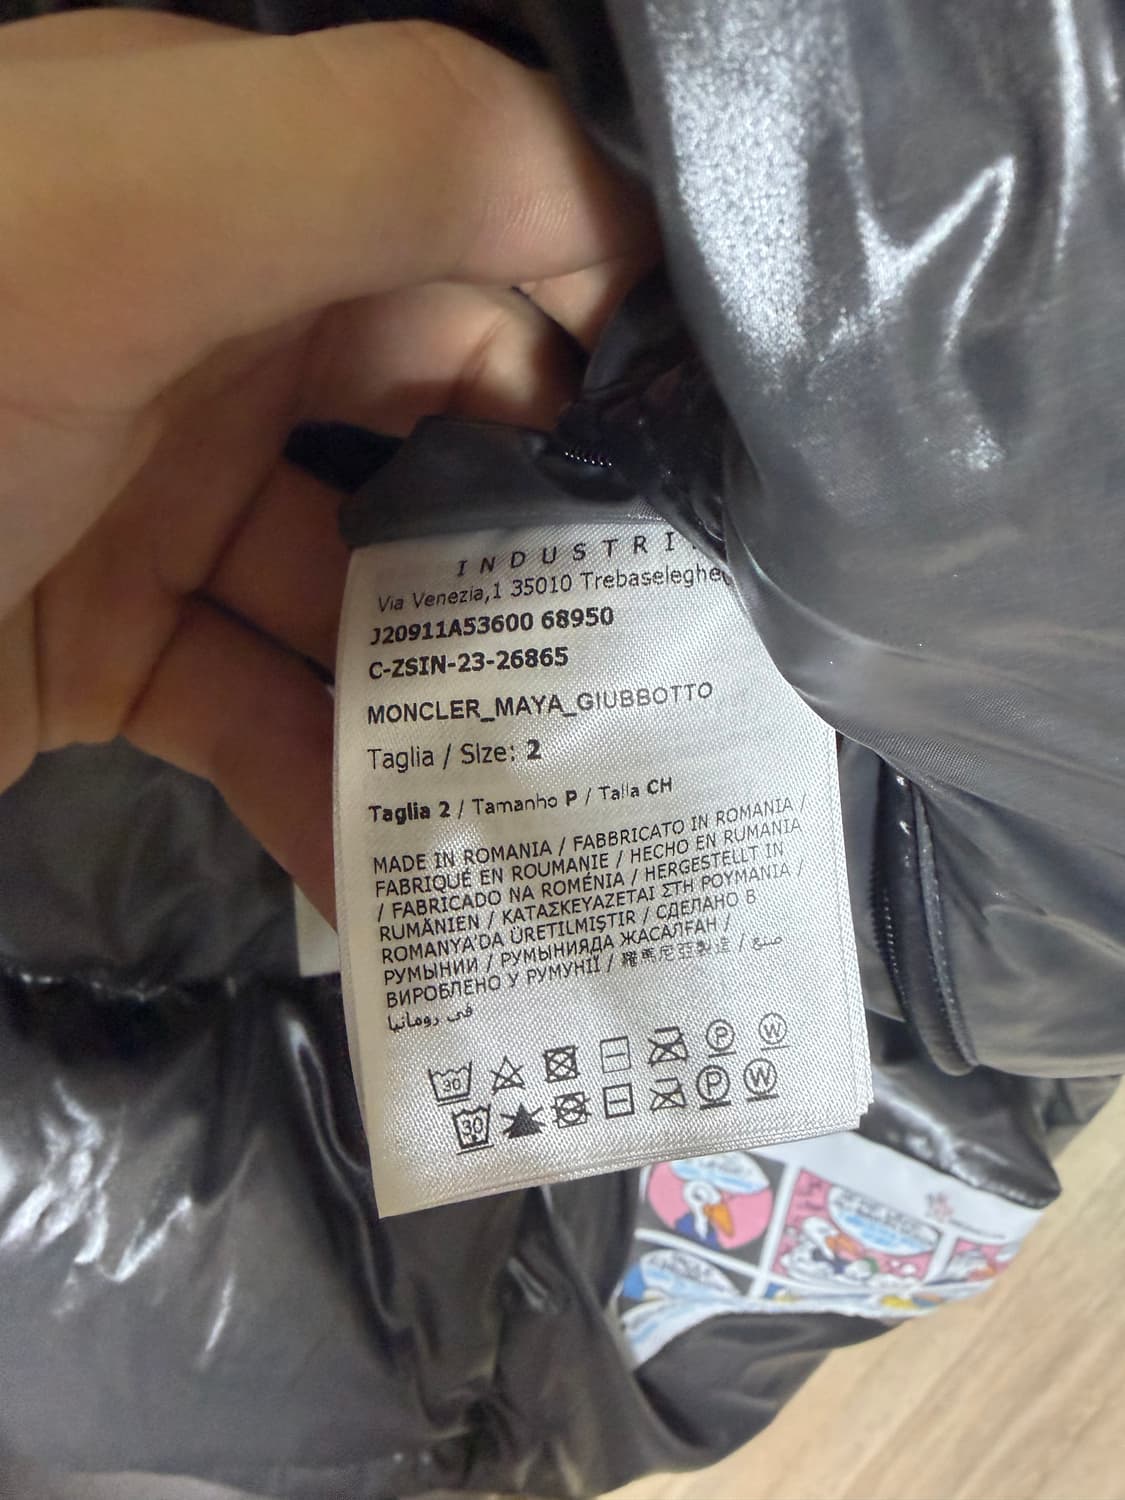 INDUSTRI
Via Venezia,1 35010 Trebaseleghe
J20911A53600 68950
C-ZSIN-23-26865
MONCLER_MAYA_GIUBBOTTO
Taglia / Size: 2
Taglia 2 / Tamanho P / Talla CH
MADE IN ROMANIA / FABBRICATO IN ROMANIA /
FABRIQUÉ EN ROUMANIE / HECHO EN RUMANIA
/ FABRICADO NA ROMÉNIA / HERGESTELLT IN
RUMÄNIEN / ΚΑΤΑΣΚΕΥΑΖΕΤΑΙ ΣΤΗ ΡΟΥΜΑΝΙΑ /
ROMANYA'DA ÜRETILMIŞTIR / СДЕЛАНО В
РУМЫНИИ / РУМЫНИЯДА ЖАСАЛҒАН /
ВИРОБЛЕНО У РУМУНІЇ / 羅馬尼亞製造 / صنع
في رومانيا
30 P W
30 P W